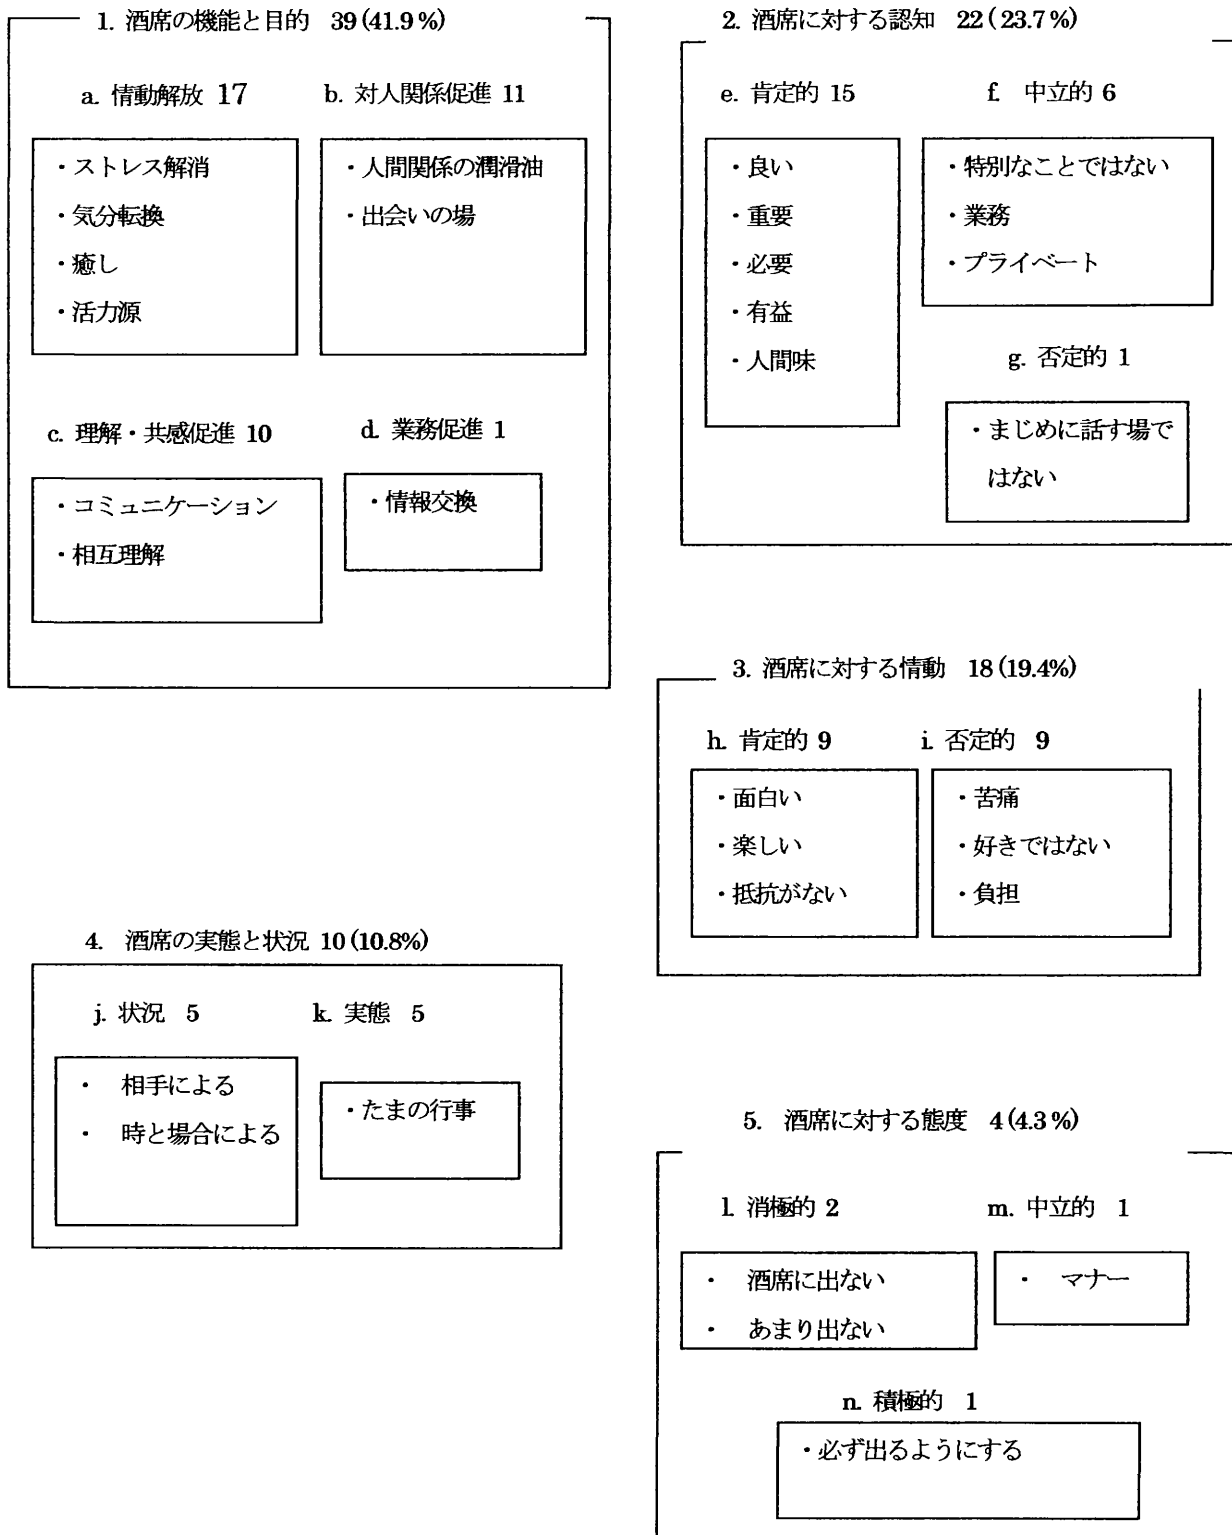 1. 酒席の機能と目的 39(41.9%)
a. 情動解放 17
・ストレス解消
・気分転換
・癒し
・活力源
b. 対人関係促進 11
・人間関係の潤滑油
・出会いの場
c. 理解・共感促進 10
・コミュニケーション
・相互理解
d. 業務促進 1
・情報交換
2. 酒席に対する認知 22(23.7%)
e. 肯定的 15
・良い
・重要
・必要
・有益
・人間味
f. 中立的 6
・特別なことではない
・業務
・プライベート
g. 否定的 1
・まじめに話す場で
はない
3. 酒席に対する情動 18(19.4%)
h. 肯定的 9
・面白い
・楽しい
・抵抗がない
i. 否定的 9
・苦痛
・好きではない
・負担
4. 酒席の実態と状況 10(10.8%)
j. 状況 5
・ 相手による
・ 時と場合による
k. 実態 5
・たまの行事
5. 酒席に対する態度 4(4.3%)
l. 消極的 2
・ 酒席に出ない
・ あまり出ない
m. 中立的 1
・ マナー
n. 積極的 1
・必ず出るようにする